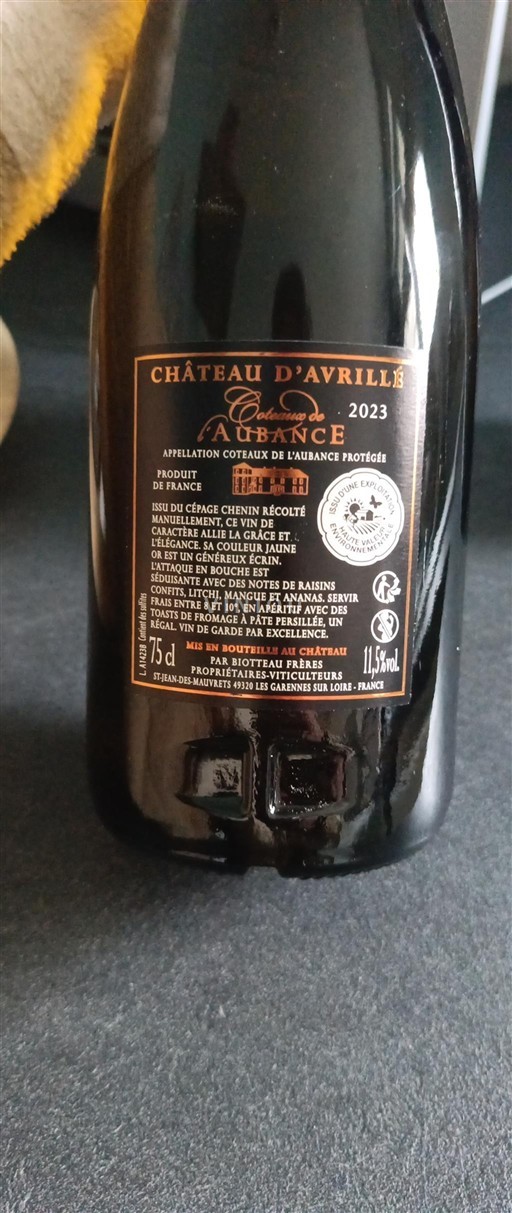 CHÂTEAU D'AVRILLÉ
Coteaux de
l'AUBANCE
2023
APPELLATION COTEAUX DE L'AUBANCE PROTÉGÉE
PRODUIT
DE FRANCE
ISSU D'UNE EXPLOITATION
HAUTE VALEUR
ENVIRONNEMENTALE
ISSU DU CÉPAGE CHENIN RÉCOLTÉ
MANUELLEMENT, CE VIN DE
CARACTÈRE ALLIE LA GRÂCE ET
L'ÉLÉGANCE. SA COULEUR JAUNE
OR EST UN GÉNÉREUX ÉCRIN.
L'ATTAQUE EN BOUCHE EST
SÉDUISANTE AVEC DES NOTES DE RAISINS
CONFITS, LITCHI, MANGUE ET ANANAS. SERVIR
FRAIS ENTRE 8 ET 10°, EN APÉRITIF AVEC DES
TOASTS DE FROMAGE À PÂTE PERSILLÉE, UN
RÉGAL. VIN DE GARDE PAR EXCELLENCE.
L. A14238 Contient des sulfites
75 cl
MIS EN BOUTEILLE AU CHÂTEAU
PAR BIOTTEAU FRÈRES
PROPRIÉTAIRES-VITICULTEURS
11,5%vol.
ST-JEAN-DES-MAUVRETS 49320 LES GARENNES SUR LOIRE - FRANCE